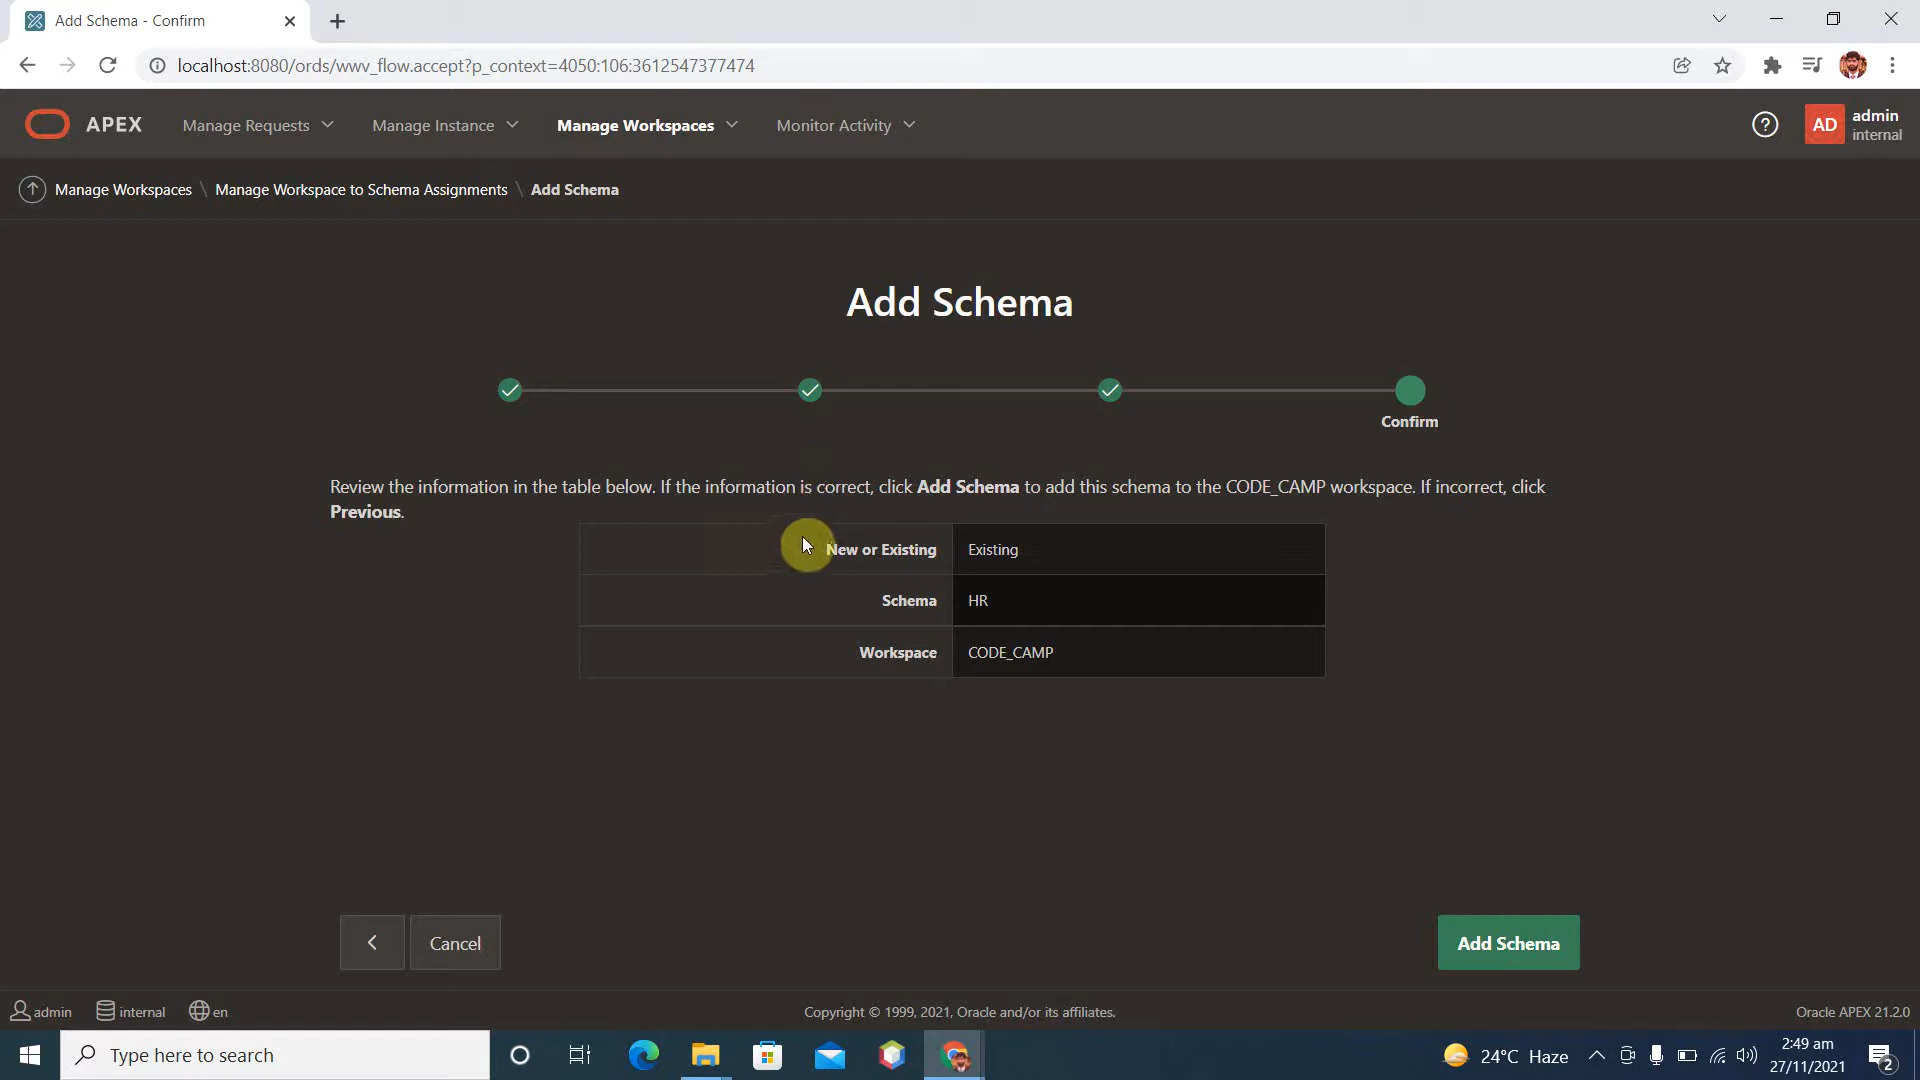 Add Schema - Confirm
localhost:8080/ords/wwv_flow.accept?p_context=4050:106:3612547377474
APEX Manage Requests Manage Instance Manage Workspaces Monitor Activity ? AD admin
internal
Manage Workspaces \ Manage Workspace to Schema Assignments \ Add Schema
Add Schema
Confirm
Review the information in the table below. If the information is correct, click Add Schema to add this schema to the CODE_CAMP workspace. If incorrect, click
Previous.
New or Existing Existing
Schema HR
Workspace CODE_CAMP
Cancel Add Schema
admin internal en Copyright © 1999, 2021, Oracle and/or its affiliates. Oracle APEX 21.2.0
Type here to search 24°C Haze 2:49 am
27/11/2021 2